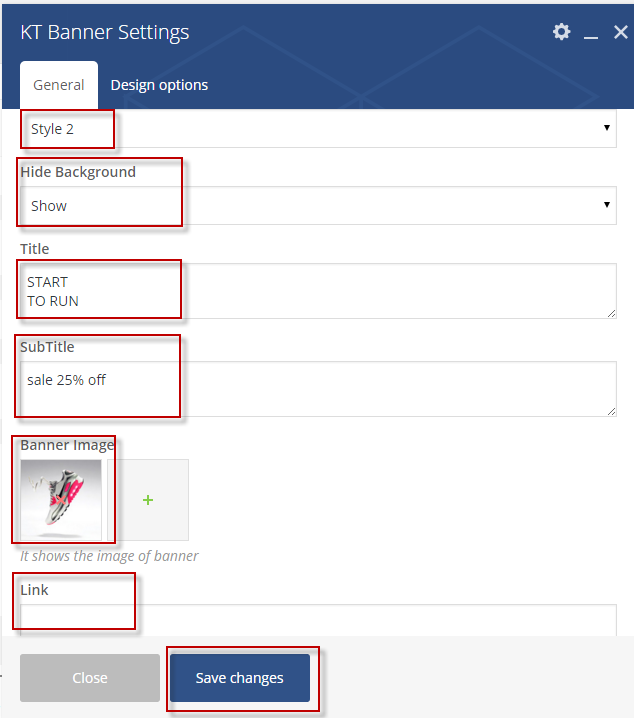 KT Banner Settings
General
Design options
Style 2
Hide Background
Show
Title
START
TO RUN
SubTitle
sale 25% off
Banner Image
It shows the image of banner
Link
Close
Save changes